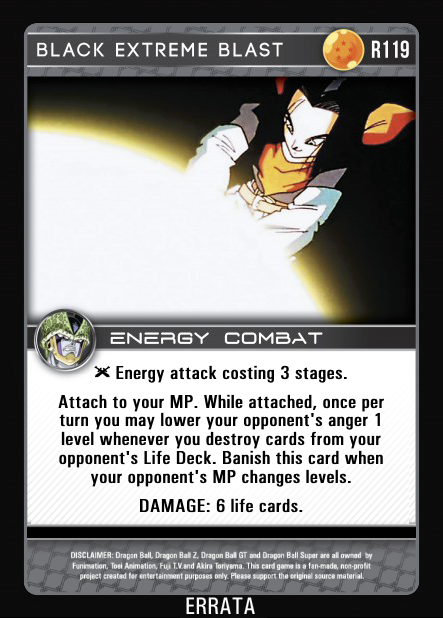 BLACK EXTREME BLAST R119
ENERGY COMBAT
Energy attack costing 3 stages.
Attach to your MP. While attached, once per
turn you may lower your opponent's anger 1
level whenever you destroy cards from your
opponent's Life Deck. Banish this card when
your opponent's MP changes levels.
DAMAGE: 6 life cards.
DISCLAIMER: Dragon Ball, Dragon Ball Z, Dragon Ball GT and Dragon Ball Super are all owned by
Funimation, Toei Animation, Fuji T.V.and Akira Toriyama. This card game is a fan-made, non-profit
project created for entertainment purposes only. Please support the original source material.
ERRATA